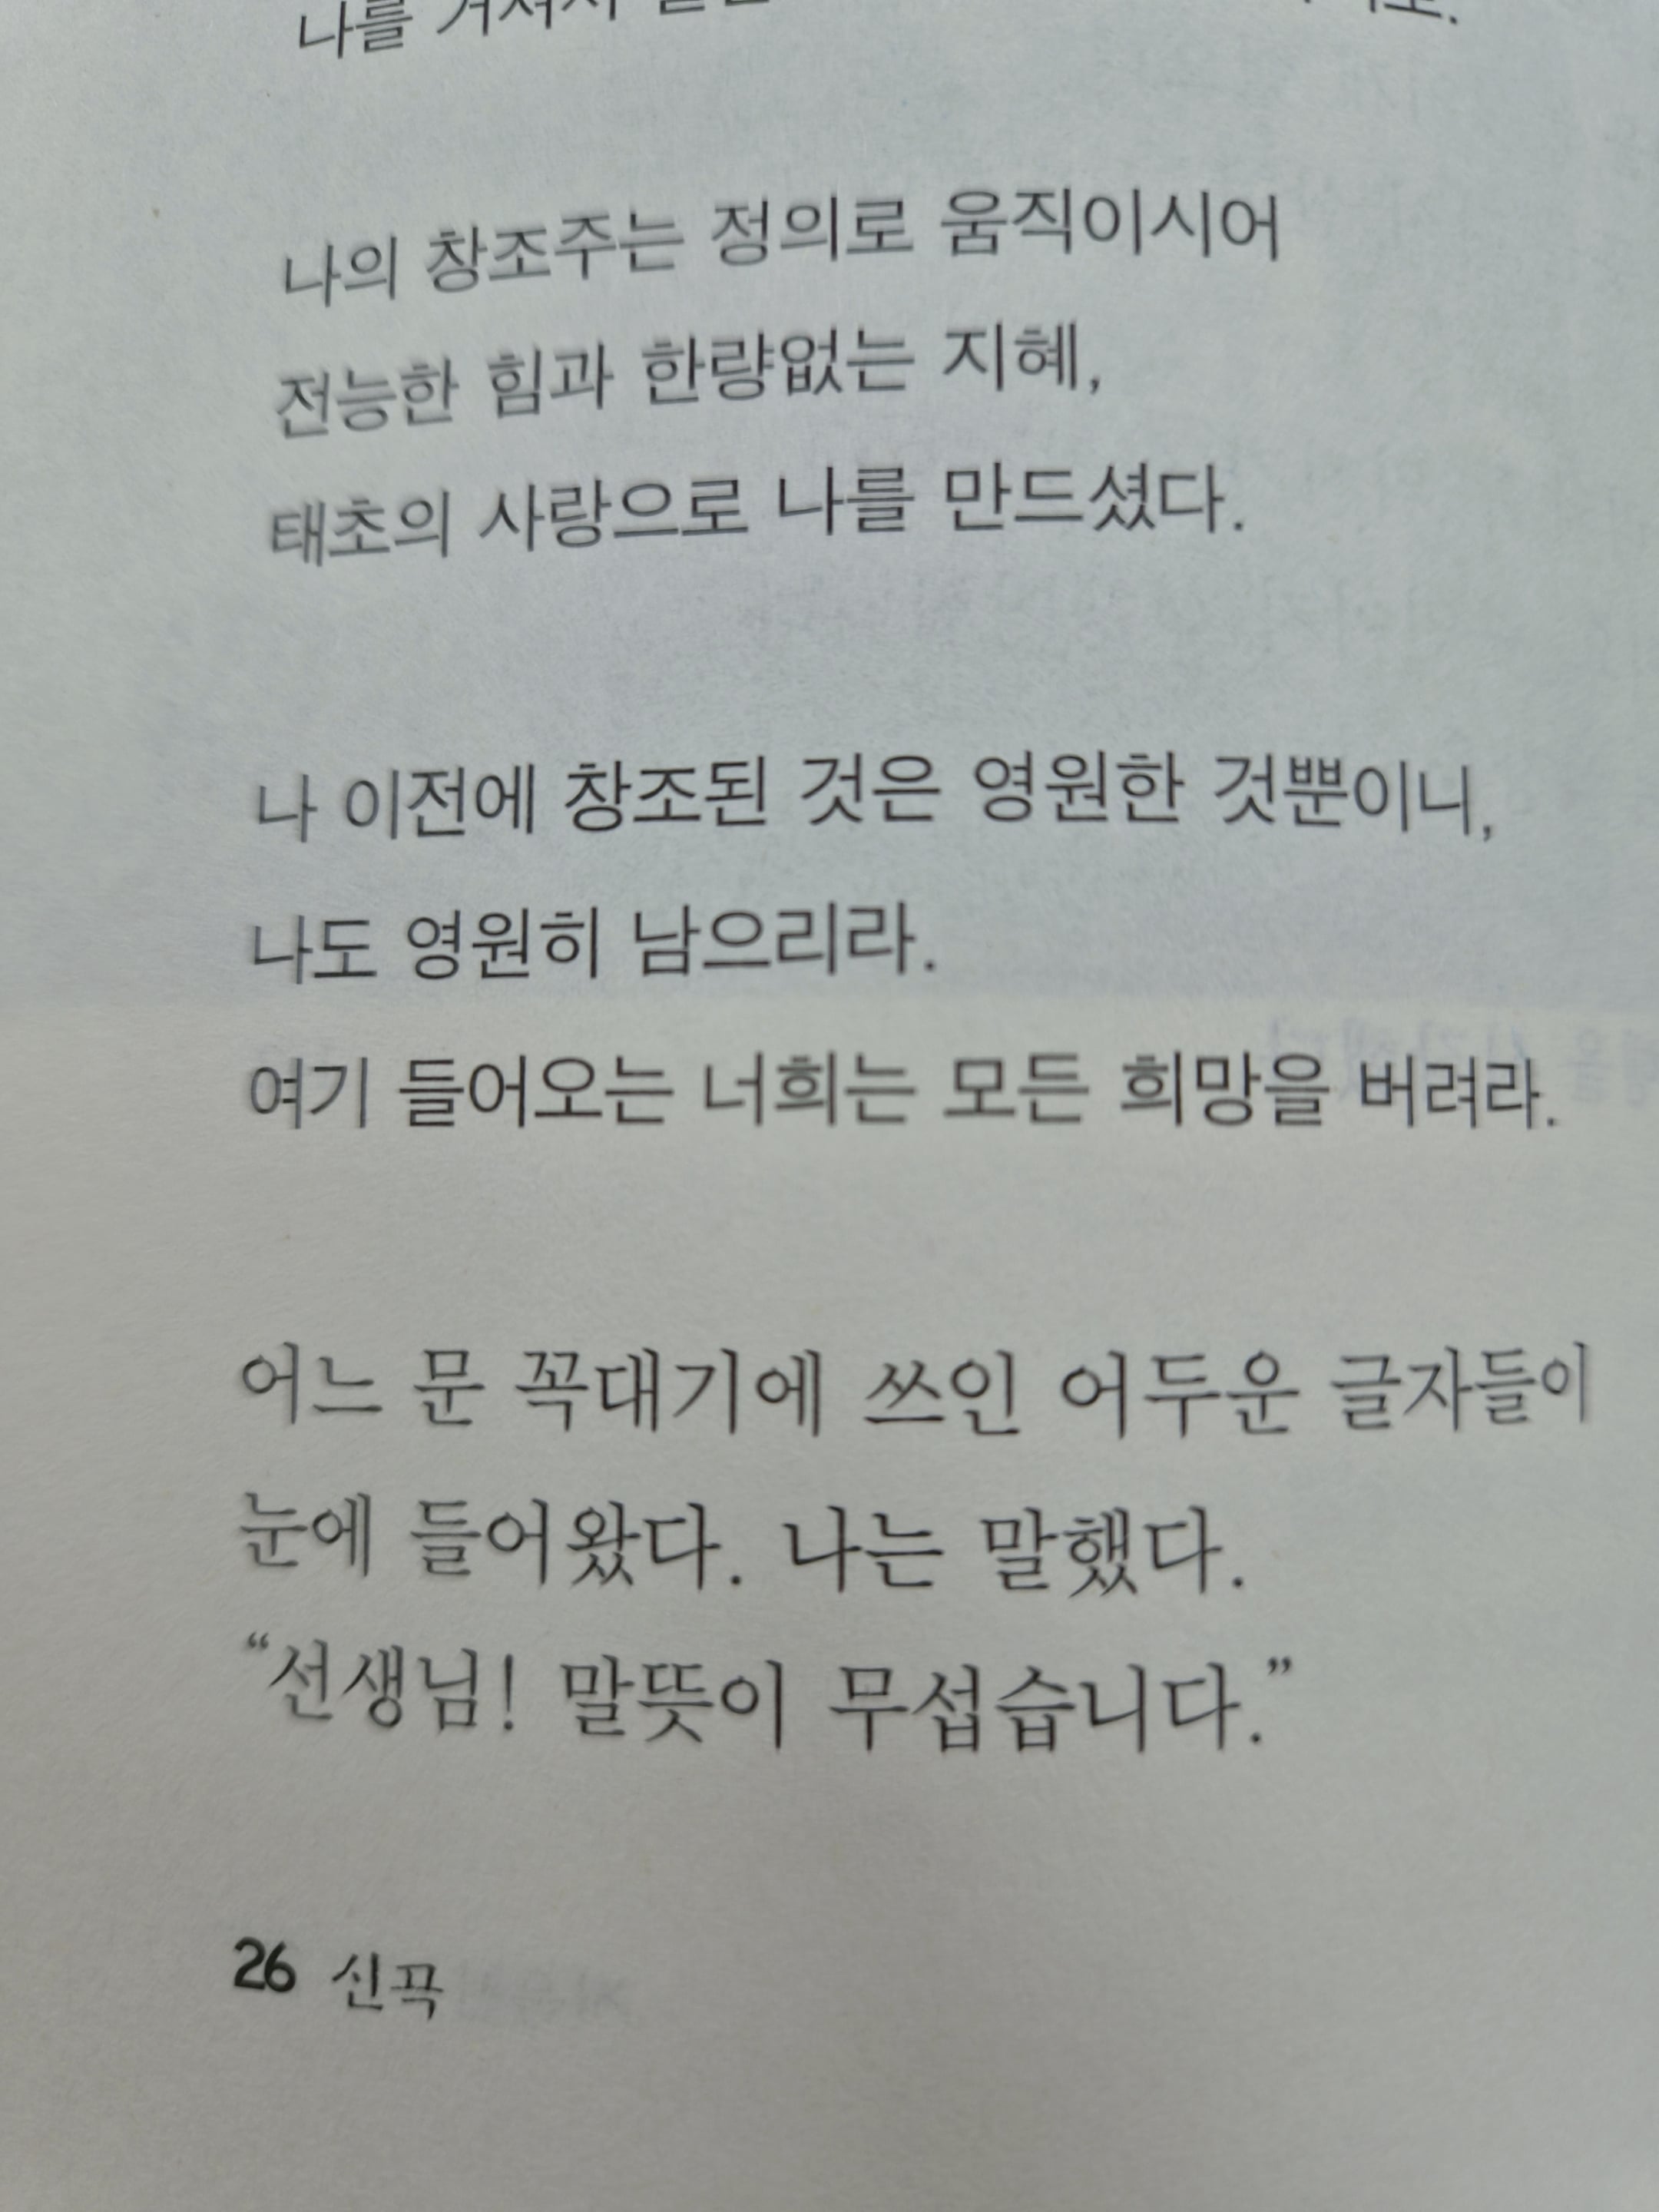 나를 거쳐서
나의 창조주는 정의로 움직이시어
전능한 힘과 한량없는 지혜,
태초의 사랑으로 나를 만드셨다.
나 이전에 창조된 것은 영원한 것뿐이니,
나도 영원히 남으리라.
여기 들어오는 너희는 모든 희망을 버려라.
어느 문 꼭대기에 쓰인 어두운 글자들이
눈에 들어왔다. 나는 말했다.
“선생님! 말뜻이 무섭습니다.”
26 신곡